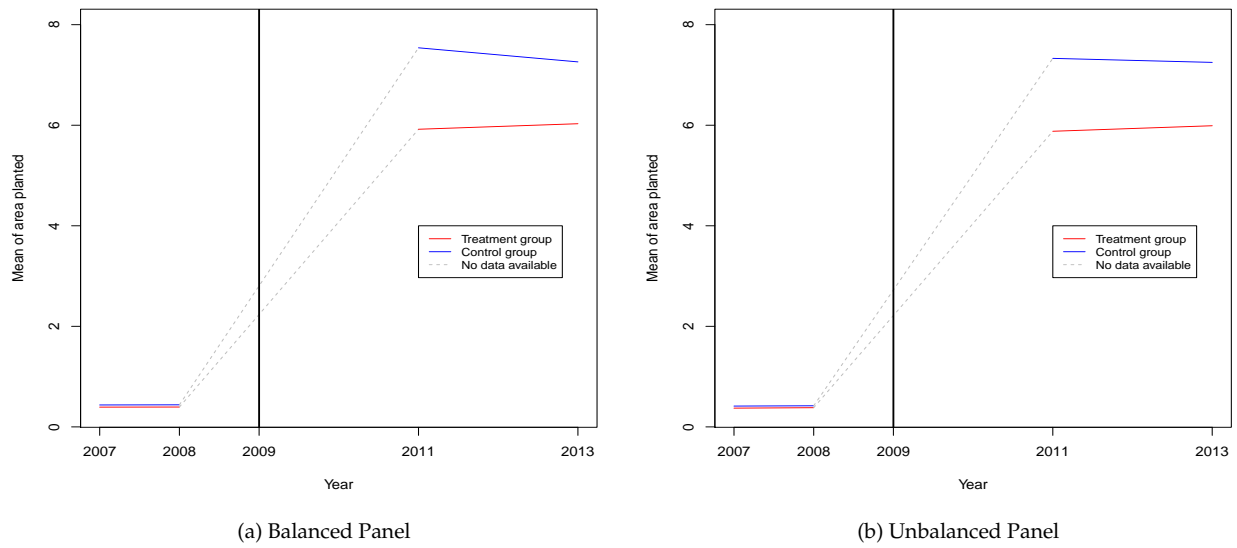 8
6
4
2
0
Mean of area planted
Treatment group
Control group
No data available
2007 2008 2009 2011 2013
Year
(a) Balanced Panel
8
6
4
2
0
Mean of area planted
Treatment group
Control group
No data available
2007 2008 2009 2011 2013
Year
(b) Unbalanced Panel